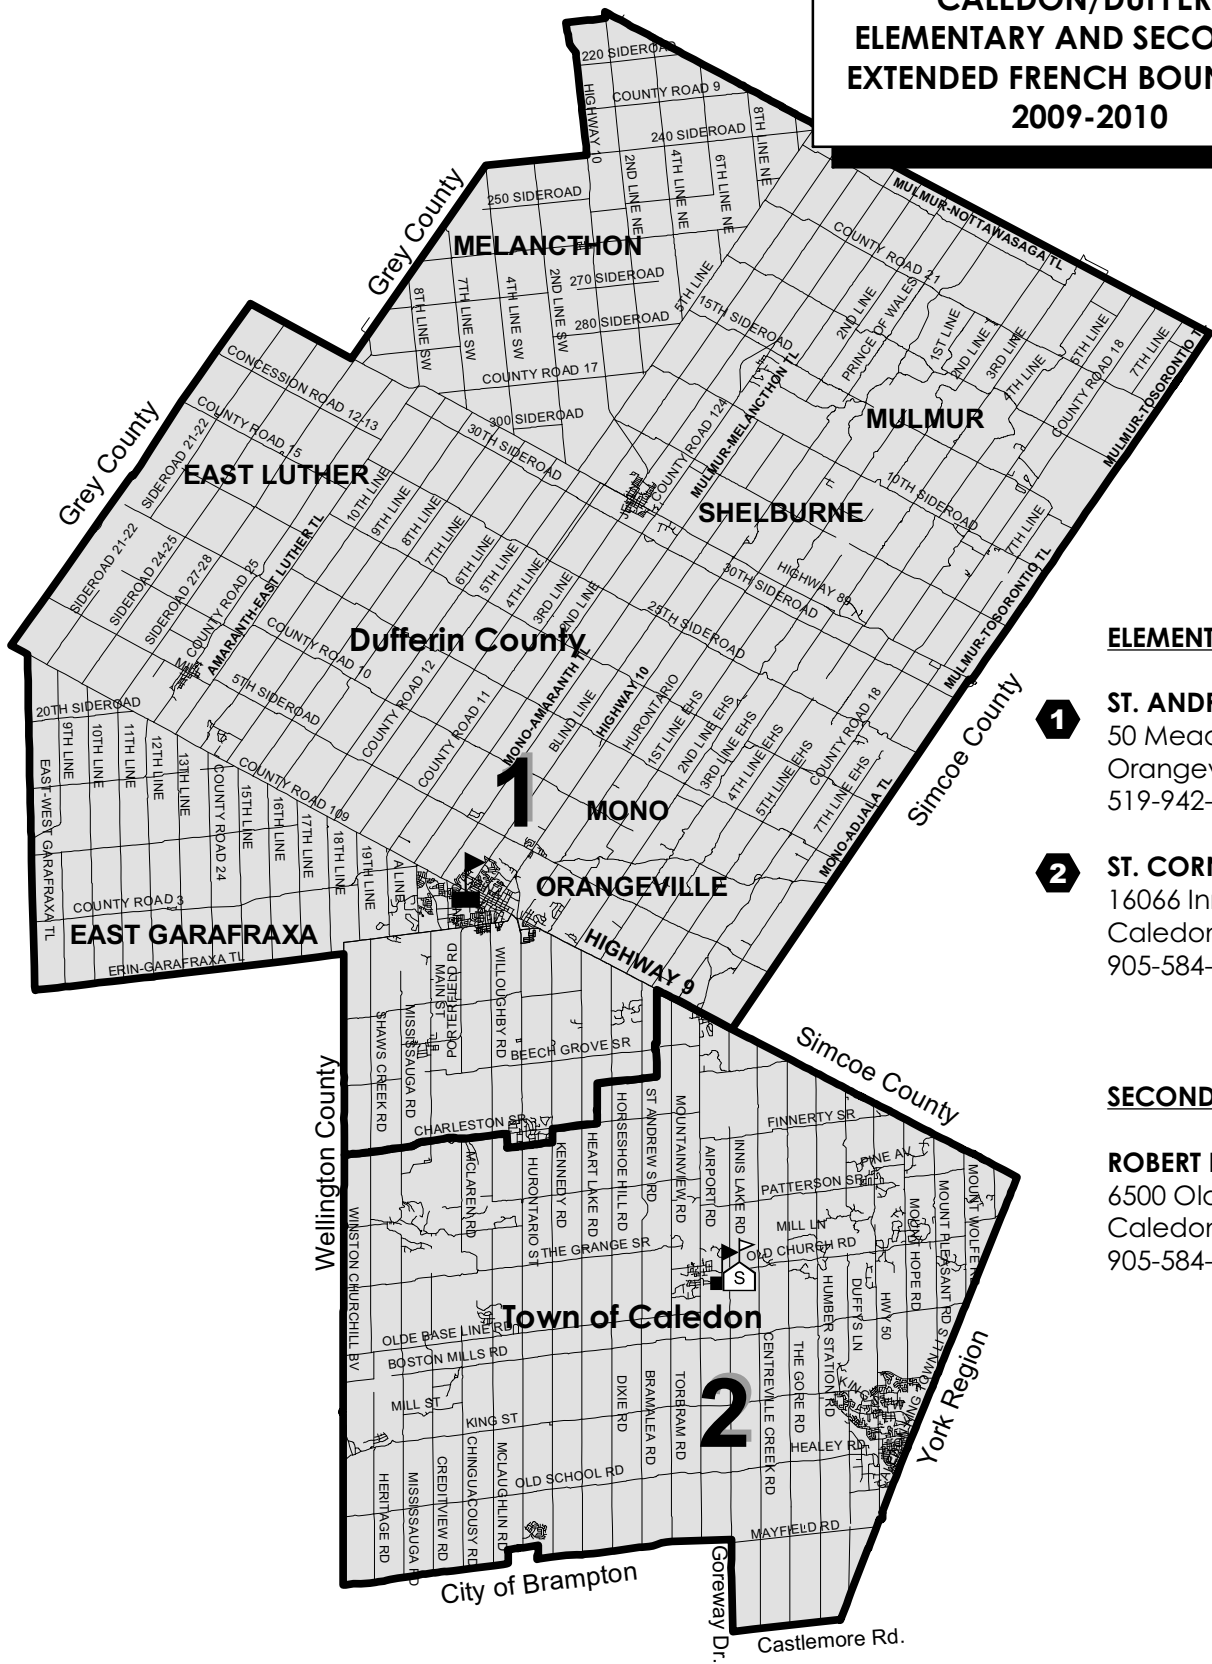 CALEDON/DUFFER
ELEMENTARY AND SECO
EXTENDED FRENCH BOUN
2009-2010
220 SIDEROAD
HIGHWAY 10
COUNTY ROAD 9
8TH LINE NE
240 SIDEROAD
2ND LINE NE
4TH LINE NE
6TH LINE NE
250 SIDEROAD
MULMUR-NOTTAWASAGA TL
Grey County
MELANCTHON
COUNTY ROAD 21
270 SIDEROAD
8TH LINE SW
7TH LINE SW
4TH LINE SW
2ND LINE SW
280 SIDEROAD
5TH LINE
15TH SIDEROAD
2ND LINE
PRINCE OF WALES
1ST LINE
2ND LINE
3RD LINE
4TH LINE
5TH LINE
COUNTY ROAD 18
7TH LINE
MULMUR-TOSORONTIO TL
CONCESSION ROAD 12-13
COUNTY ROAD 17
300 SIDEROAD
30TH SIDEROAD
COUNTY ROAD 124
MULMUR-MELANCTHON TL
MULMUR
COUNTY ROAD 15
SIDEROAD 21-22
Grey County
EAST LUTHER
10TH LINE
9TH LINE
8TH LINE
7TH LINE
6TH LINE
5TH LINE
4TH LINE
3RD LINE
2ND LINE
SHELBURNE
10TH SIDEROAD
7TH LINE
HIGHWAY 89
30TH SIDEROAD
25TH SIDEROAD
MULMUR-TOSORONTIO TL
SIDEROAD 21-22
SIDEROAD 24-25
SIDEROAD 27-28
COUNTY ROAD 25
AMARANTH-EAST LUTHER TL
COUNTY ROAD 10
Dufferin County
5TH SIDEROAD
COUNTY ROAD 12
COUNTY ROAD 11
MONO-AMARANTH TL
BLIND LINE
HIGHWAY 10
HURONTARIO
1ST LINE EHS
2ND LINE EHS
3RD LINE EHS
4TH LINE EHS
5TH LINE EHS
COUNTY ROAD 18
7TH LINE EHS
MONO-ADJALA TL
Simcoe County
ELEMENT
1
ST. ANDR
50 Mead
Orangev
519-942-
2
ST. CORN
16066 Inn
Caledon
905-584-
20TH SIDEROAD
EAST-WEST GARAFRAXA TL
9TH LINE
10TH LINE
11TH LINE
12TH LINE
13TH LINE
COUNTY ROAD 24
15TH LINE
16TH LINE
17TH LINE
18TH LINE
19TH LINE
A LINE
COUNTY ROAD 109
1
MONO
ORANGEVILLE
COUNTY ROAD 3
EAST GARAFRAXA
ERIN-GARAFRAXA TL
HIGHWAY 9
SHAWS CREEK RD
MISSISSAUGA RD
MAIN ST
PORTERFIELD RD
WILLOUGHBY RD
BEECH GROVE SR
Simcoe County
Wellington County
CHARLESTON SR
MCLAREN RD
HURONTARIO ST
KENNEDY RD
HEART LAKE RD
HORSESHOE HILL RD
ST ANDREW S RD
MOUNTAINVIEW RD
AIRPORT RD
INNIS LAKE RD
FINNERTY SR
PINE AV
PATTERSON SR
MILL LN
OLD CHURCH RD
MOUNT HOPE RD
MOUNT PLEASANT RD
MOUNT WOLFE RD
SECOND
ROBERT
6500 Old
Caledon
905-584-
WINSTON CHURCHILL BV
THE GRANGE SR
S
Town of Caledon
OLDE BASE LINE RD
BOSTON MILLS RD
HUMBER STATION RD
DUFFY'S LN
HWY 50
York Region
MILL ST
KING ST
DIXIE RD
BRAMALEA RD
TORBRAM RD
2
CENTREVILLE CREEK RD
THE GORE RD
HEALEY RD
HERITAGE RD
MISSISSAUGA RD
CREDITVIEW RD
CHINGUACOUSY RD
MCLAUGHLIN RD
OLD SCHOOL RD
MAYFIELD RD
City of Brampton
Goreway Dr.
Castlemore Rd.